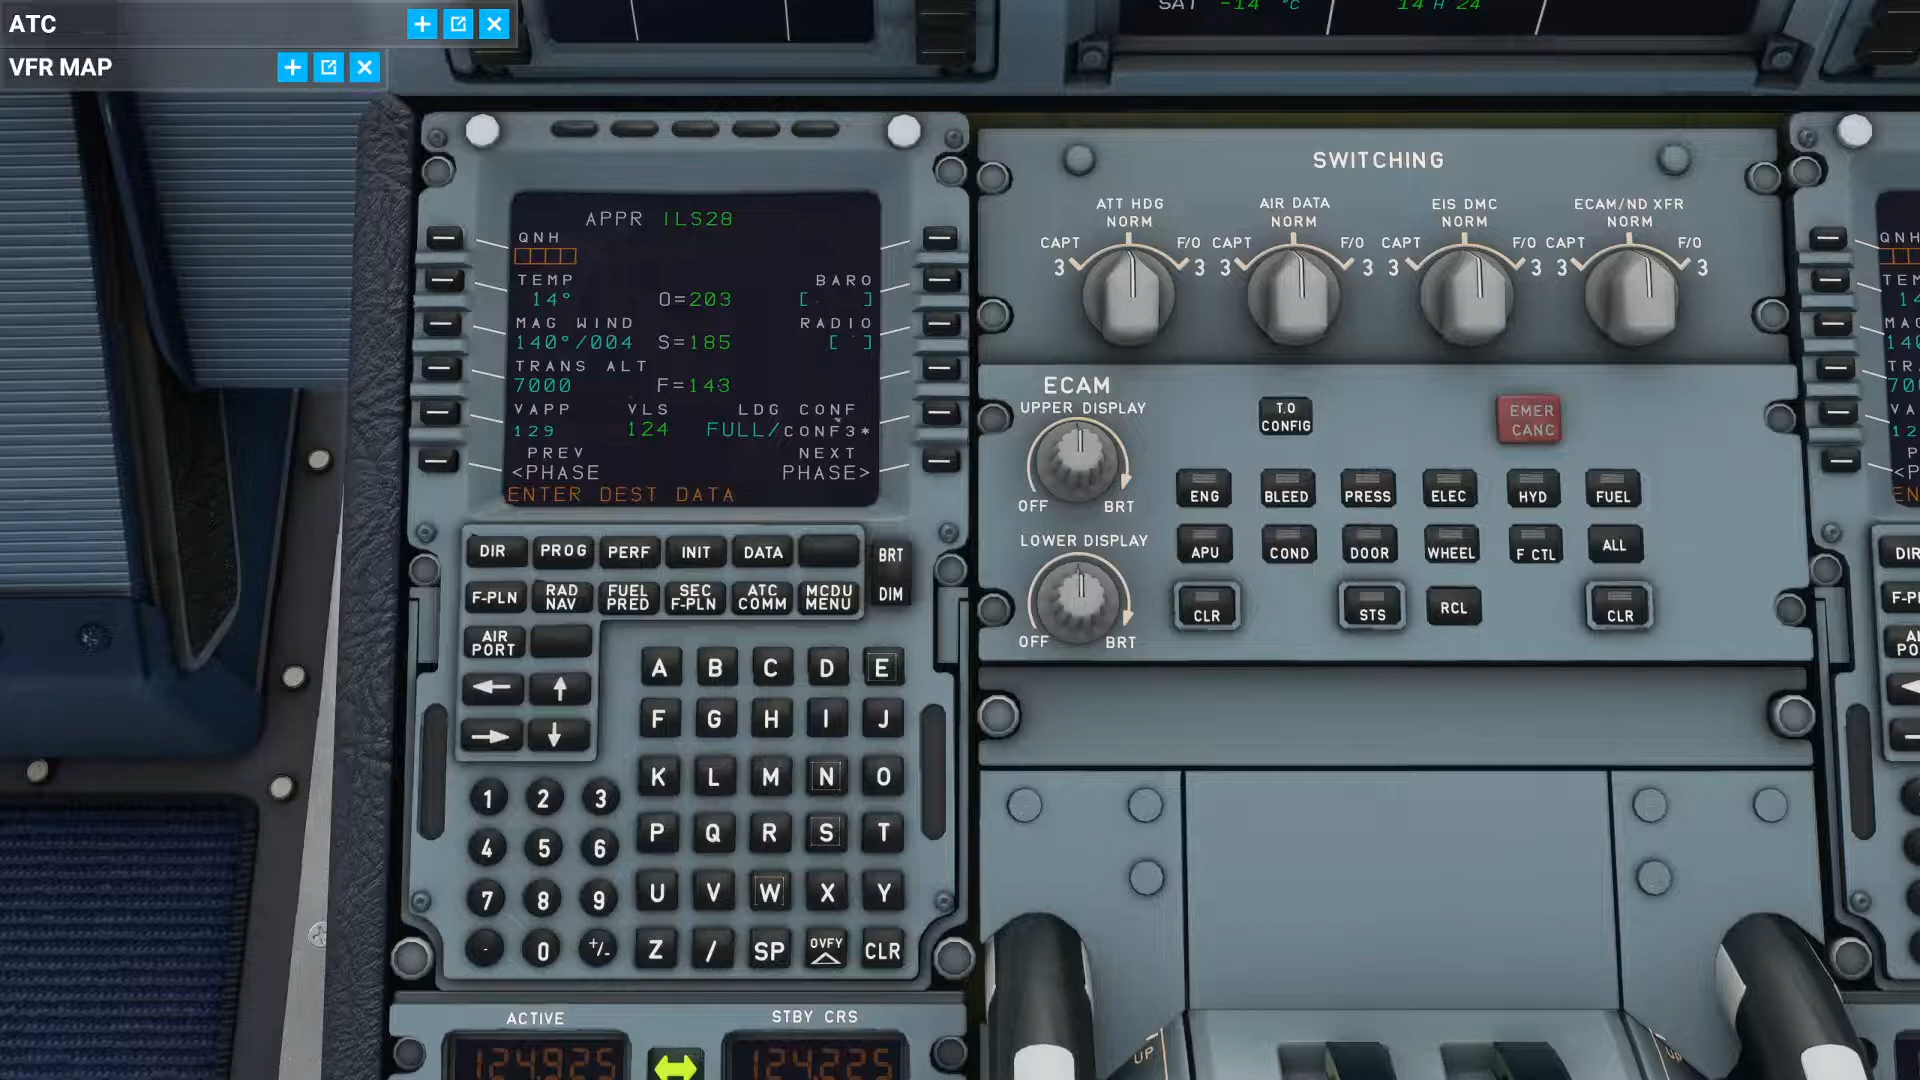 ATC
VFR MAP
SAT -14 °C
14 H 24
APPR ILS28
QNH
TEMP BARO
14° O=203 [ ]
MAG WIND RADIO
140°/004 S=185 [ ]
TRANS ALT
7000 F=143
VAPP VLS LDG CONF
129 124 FULL/CONF3*
PREV NEXT
<PHASE PHASE>
ENTER DEST DATA
DIR PROG PERF INIT DATA
BRT
DIM
F-PLN RAD NAV FUEL PRED SEC F-PLN ATC COMM MCDU MENU
AIR PORT
A B C D E
F G H I J
K L M N O
P Q R S T
U V W X Y
Z / SP OVFY CLR
1 2 3
4 5 6
7 8 9
. 0 +/-
ACTIVE
STBY CRS
124.925
124.225
SWITCHING
ATT HDG AIR DATA EIS DMC ECAM/ND XFR
NORM NORM NORM NORM
CAPT F/O CAPT F/O CAPT F/O CAPT F/O
3 3 3 3 3 3 3 3
ECAM
UPPER DISPLAY
OFF BRT
LOWER DISPLAY
OFF BRT
T.O CONFIG
EMER CANC
ENG BLEED PRESS ELEC HYD FUEL
APU COND DOOR WHEEL F CTL ALL
CLR STS RCL CLR
UP
UP
QNH
14
140